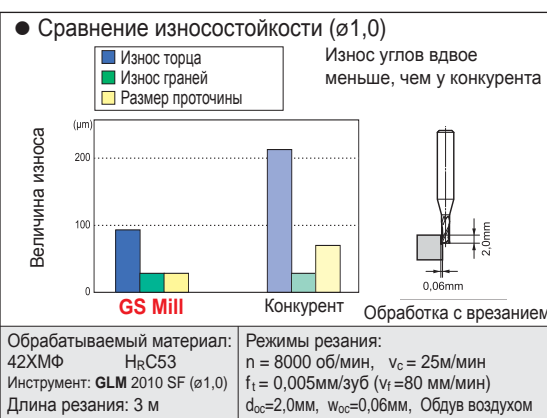 ● Сравнение износостойкости (ø1,0)
Износ торца
Износ граней
Размер проточины
Износ углов вдвое
меньше, чем у конкурента
Величина износа
(µm)
200
100
0
GS Mill
Конкурент
2,0mm
0,06mm
Обработка с врезанием
Обрабатываемый материал:
42ХМФ HRC53
Инструмент: GLM 2010 SF (ø1,0)
Длина резания: 3 м
Режимы резания:
n = 8000 об/мин, vc = 25м/мин
ft = 0,005мм/зуб (vf =80 мм/мин)
doc=2,0мм, woc=0,06мм, Обдув воздухом